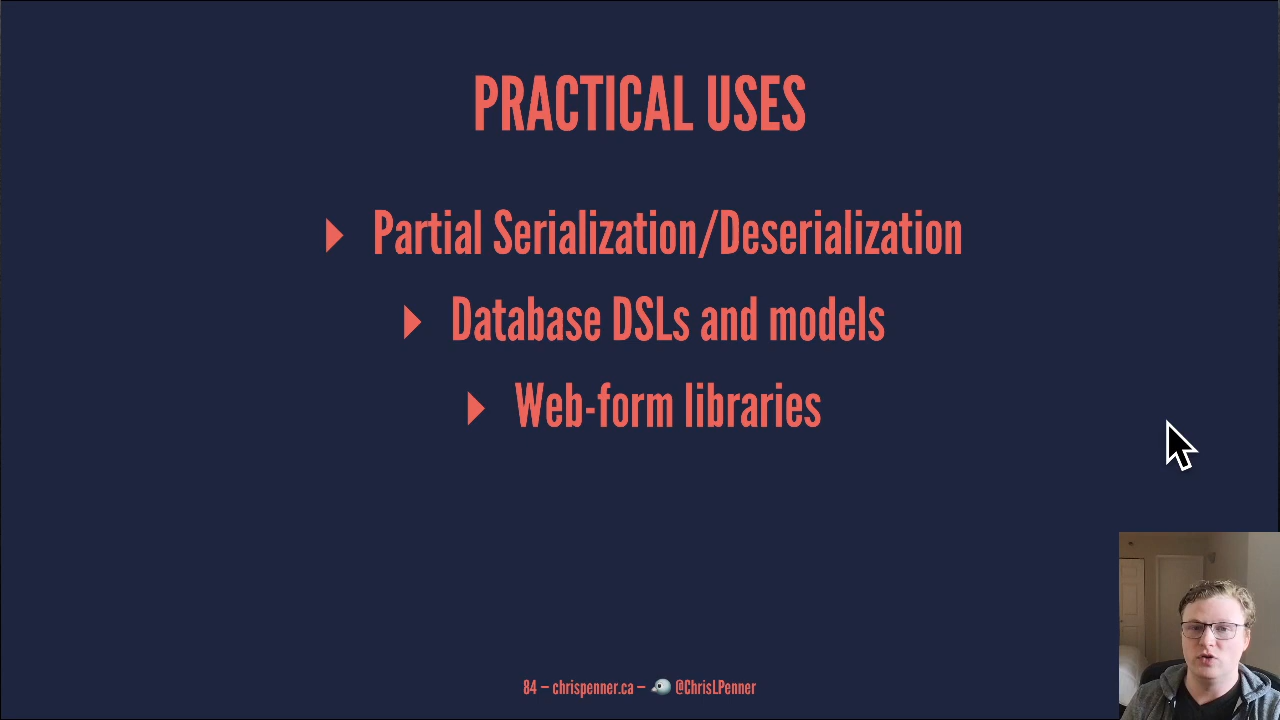 PRACTICAL USES
Partial Serialization/Deserialization
Database DSLs and models
Web-form libraries
84 – chrispenner.ca – 🐦 @ChrisLPenner